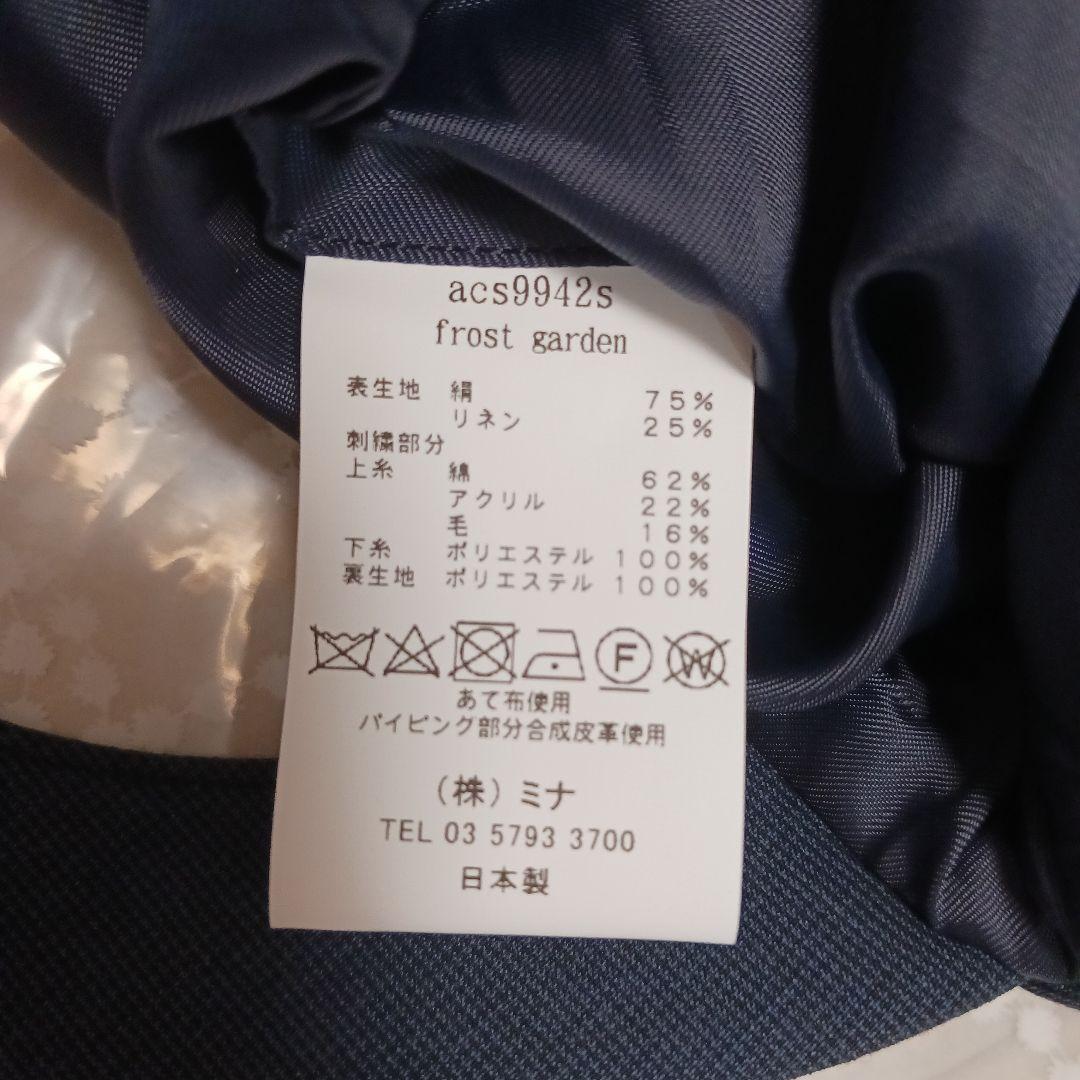 acs9942s
frost garden
表生地 絹 75%
リネン 25%
刺繍部分
上糸 綿 62%
アクリル 22%
毛 16%
下糸 ポリエステル 100%
裏生地 ポリエステル 100%
F W
あて布使用
パイピング部分合成皮革使用
(株)ミナ
TEL 03 5793 3700
日本製